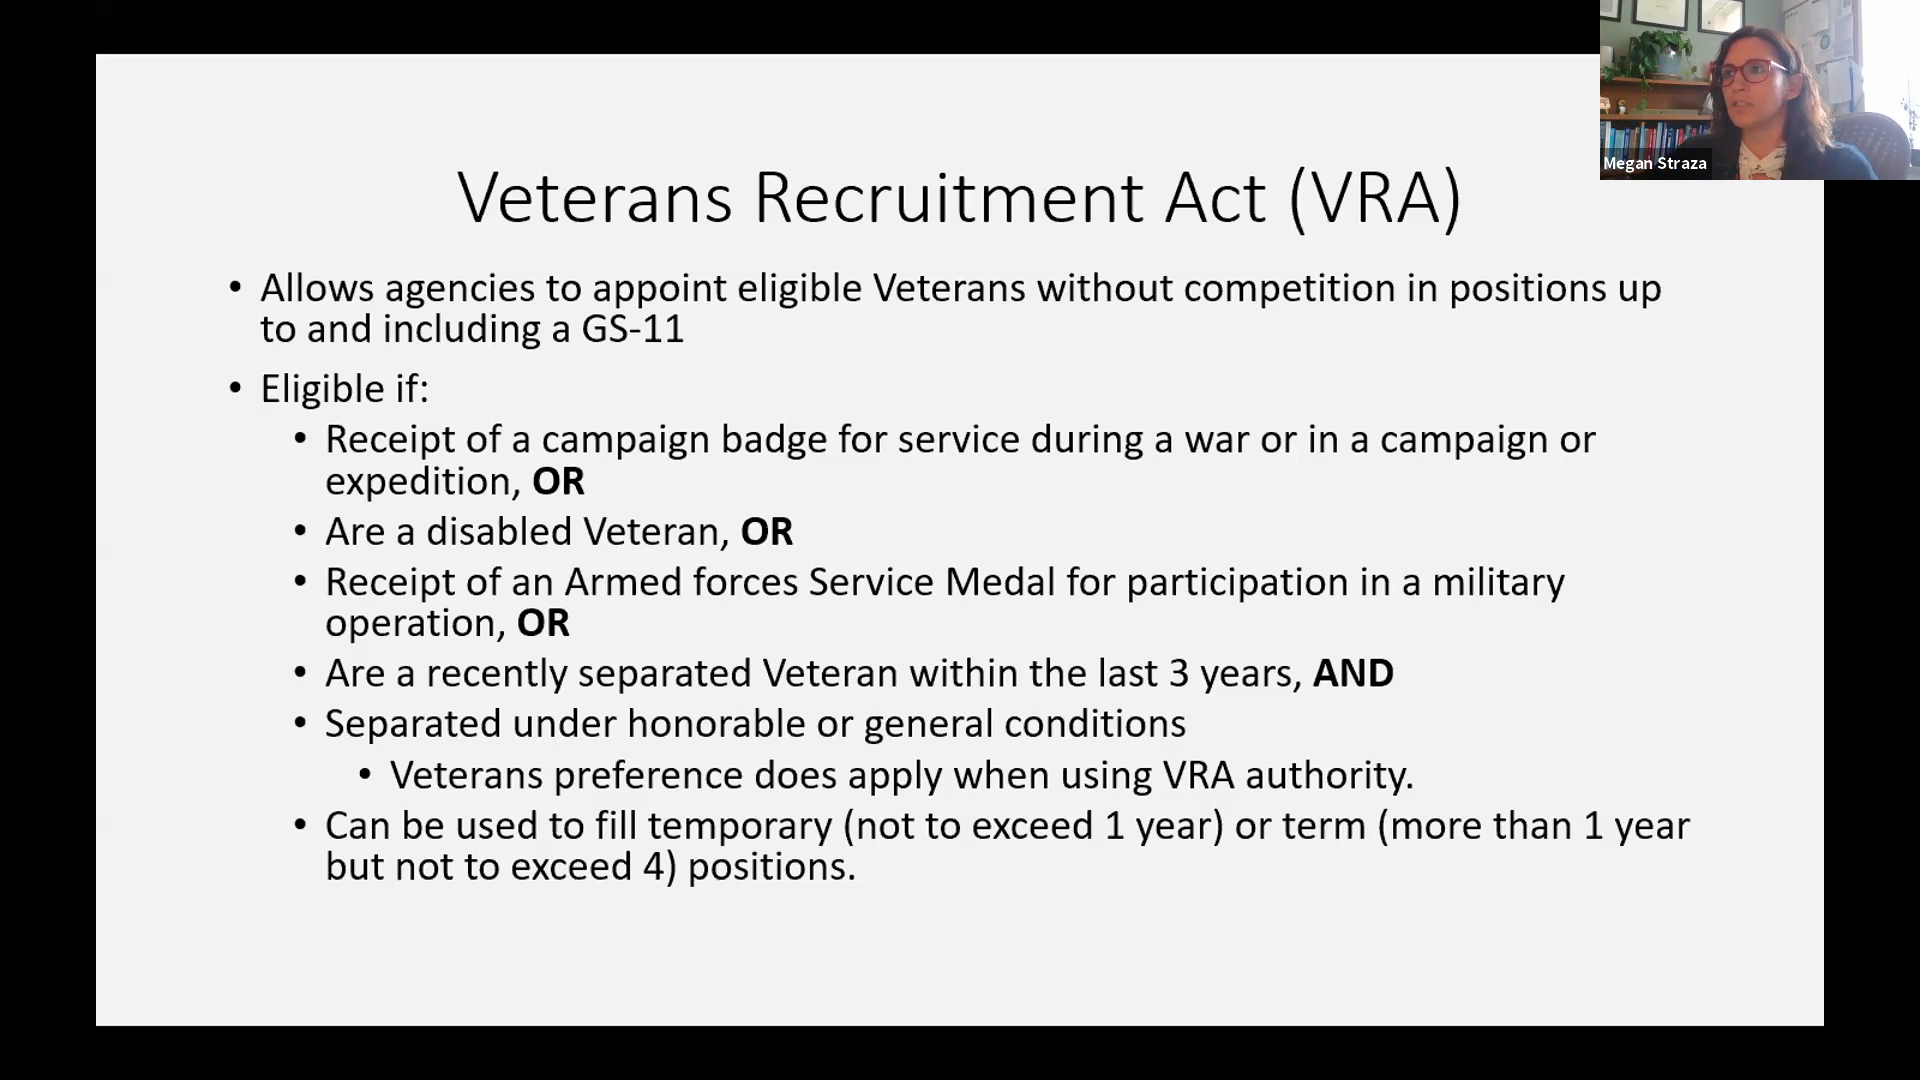 Veterans Recruitment Act (VRA)
Megan Straza
• Allows agencies to appoint eligible Veterans without competition in positions up
to and including a GS-11
• Eligible if:
• Receipt of a campaign badge for service during a war or in a campaign or
expedition, OR
• Are a disabled Veteran, OR
• Receipt of an Armed forces Service Medal for participation in a military
operation, OR
• Are a recently separated Veteran within the last 3 years, AND
• Separated under honorable or general conditions
• Veterans preference does apply when using VRA authority.
• Can be used to fill temporary (not to exceed 1 year) or term (more than 1 year
but not to exceed 4) positions.